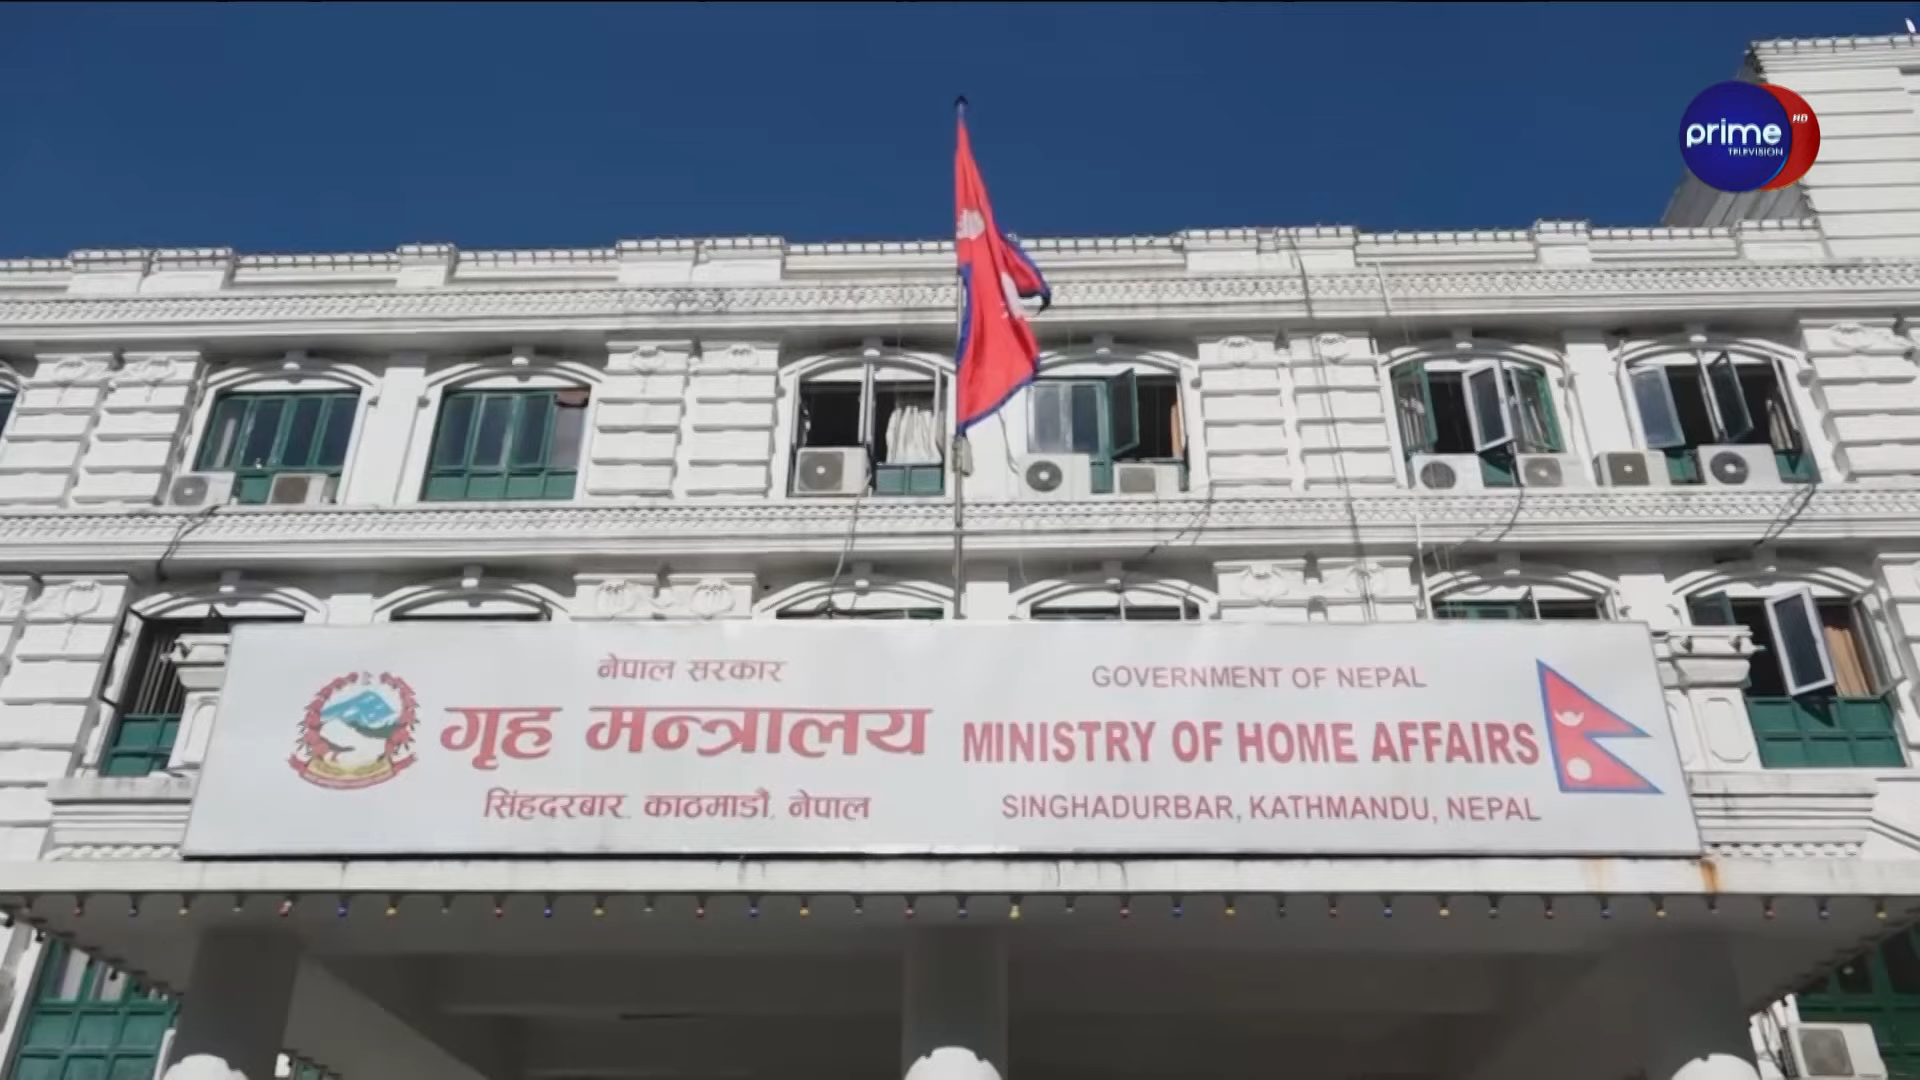 prime HD
TELEVISION
नेपाल सरकार
गृह मन्त्रालय
सिंहदरबार, काठमाडौं, नेपाल
GOVERNMENT OF NEPAL
MINISTRY OF HOME AFFAIRS
SINGHADURBAR, KATHMANDU, NEPAL